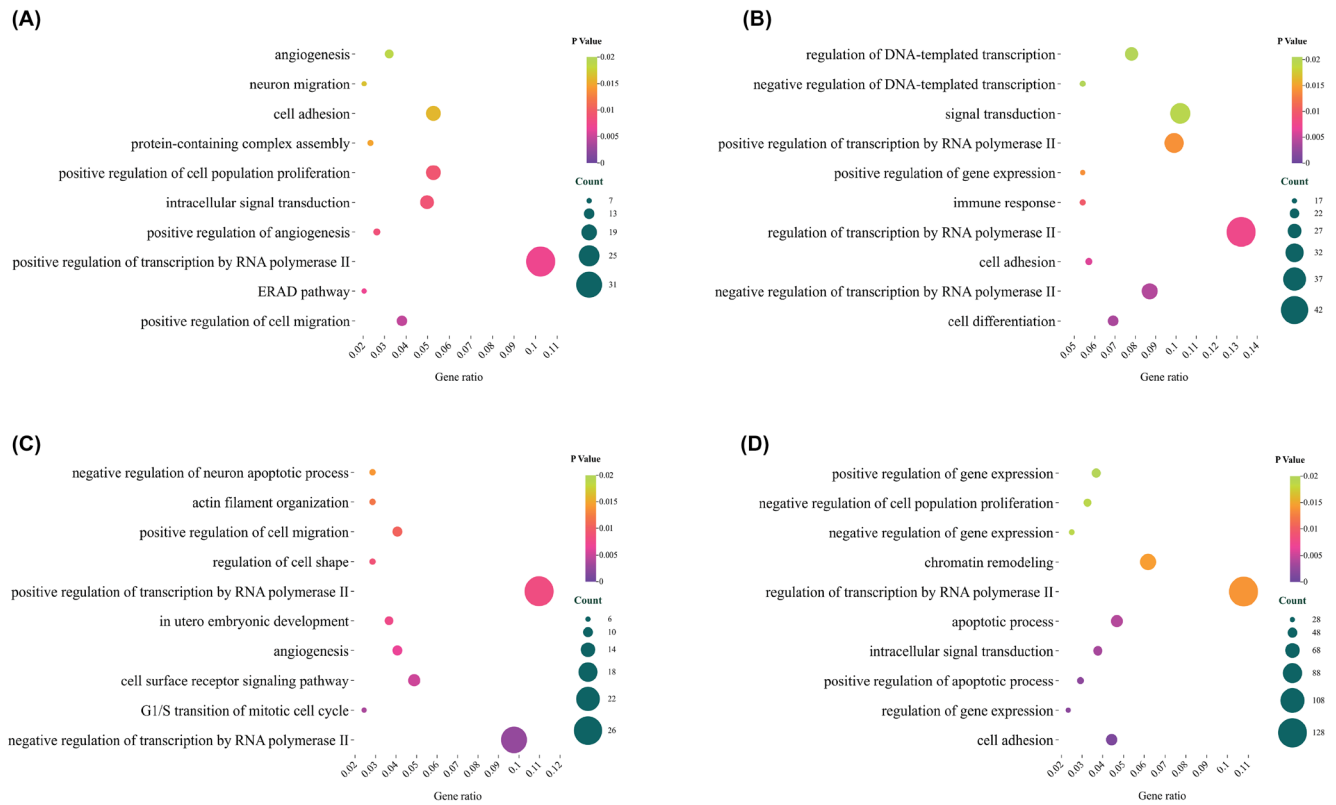 (A)
angiogenesis
neuron migration
cell adhesion
protein-containing complex assembly
positive regulation of cell population proliferation
intracellular signal transduction
positive regulation of angiogenesis
positive regulation of transcription by RNA polymerase II
ERAD pathway
positive regulation of cell migration
0.02 0.03 0.04 0.05 0.06 0.07 0.08 0.09 0.1 0.11
Gene ratio
P Value
0.02
0.015
0.01
0.005
0
Count
7
13
19
25
31
(B)
regulation of DNA-templated transcription
negative regulation of DNA-templated transcription
signal transduction
positive regulation of transcription by RNA polymerase II
positive regulation of gene expression
immune response
regulation of transcription by RNA polymerase II
cell adhesion
negative regulation of transcription by RNA polymerase II
cell differentiation
0.05 0.06 0.07 0.08 0.09 0.1 0.11 0.12 0.13 0.14
Gene ratio
P Value
0.02
0.015
0.01
0.005
0
Count
17
22
27
32
37
42
(C)
negative regulation of neuron apoptotic process
actin filament organization
positive regulation of cell migration
regulation of cell shape
positive regulation of transcription by RNA polymerase II
in utero embryonic development
angiogenesis
cell surface receptor signaling pathway
G1/S transition of mitotic cell cycle
negative regulation of transcription by RNA polymerase II
0.02 0.03 0.04 0.05 0.06 0.07 0.08 0.09 0.1 0.11 0.12
Gene ratio
P Value
0.02
0.015
0.01
0.005
0
Count
6
10
14
18
22
26
(D)
positive regulation of gene expression
negative regulation of cell population proliferation
negative regulation of gene expression
chromatin remodeling
regulation of transcription by RNA polymerase II
apoptotic process
intracellular signal transduction
positive regulation of apoptotic process
regulation of gene expression
cell adhesion
0.02 0.03 0.04 0.05 0.06 0.07 0.08 0.09 0.1 0.11
Gene ratio
P Value
0.02
0.015
0.01
0.005
0
Count
28
48
68
88
108
128